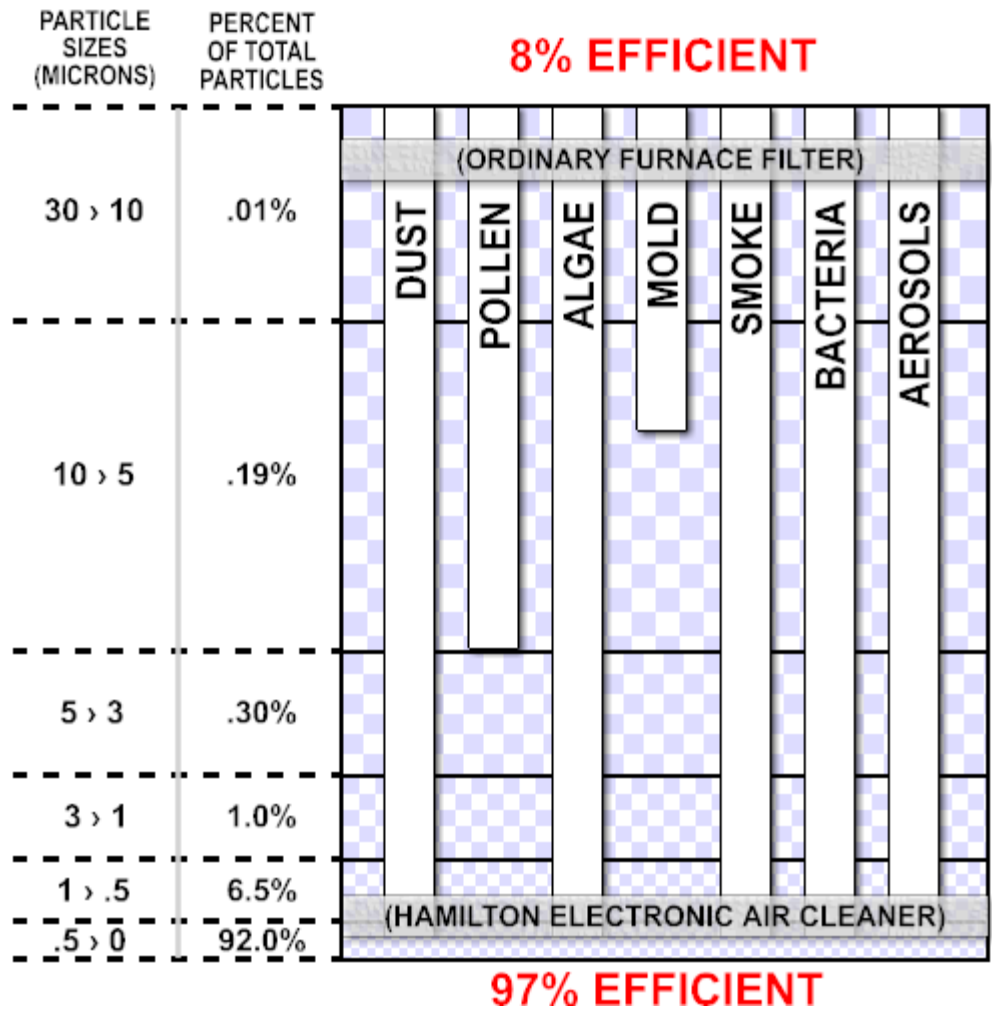 PARTICLE
SIZES
(MICRONS)
PERCENT
OF TOTAL
PARTICLES
8% EFFICIENT
(ORDINARY FURNACE FILTER)
30 › 10
.01%
DUST
POLLEN
ALGAE
MOLD
SMOKE
BACTERIA
AEROSOLS
10 › 5
.19%
5 › 3
.30%
3 › 1
1.0%
1 › .5
6.5%
(HAMILTON ELECTRONIC AIR CLEANER)
.5 › 0
92.0%
97% EFFICIENT